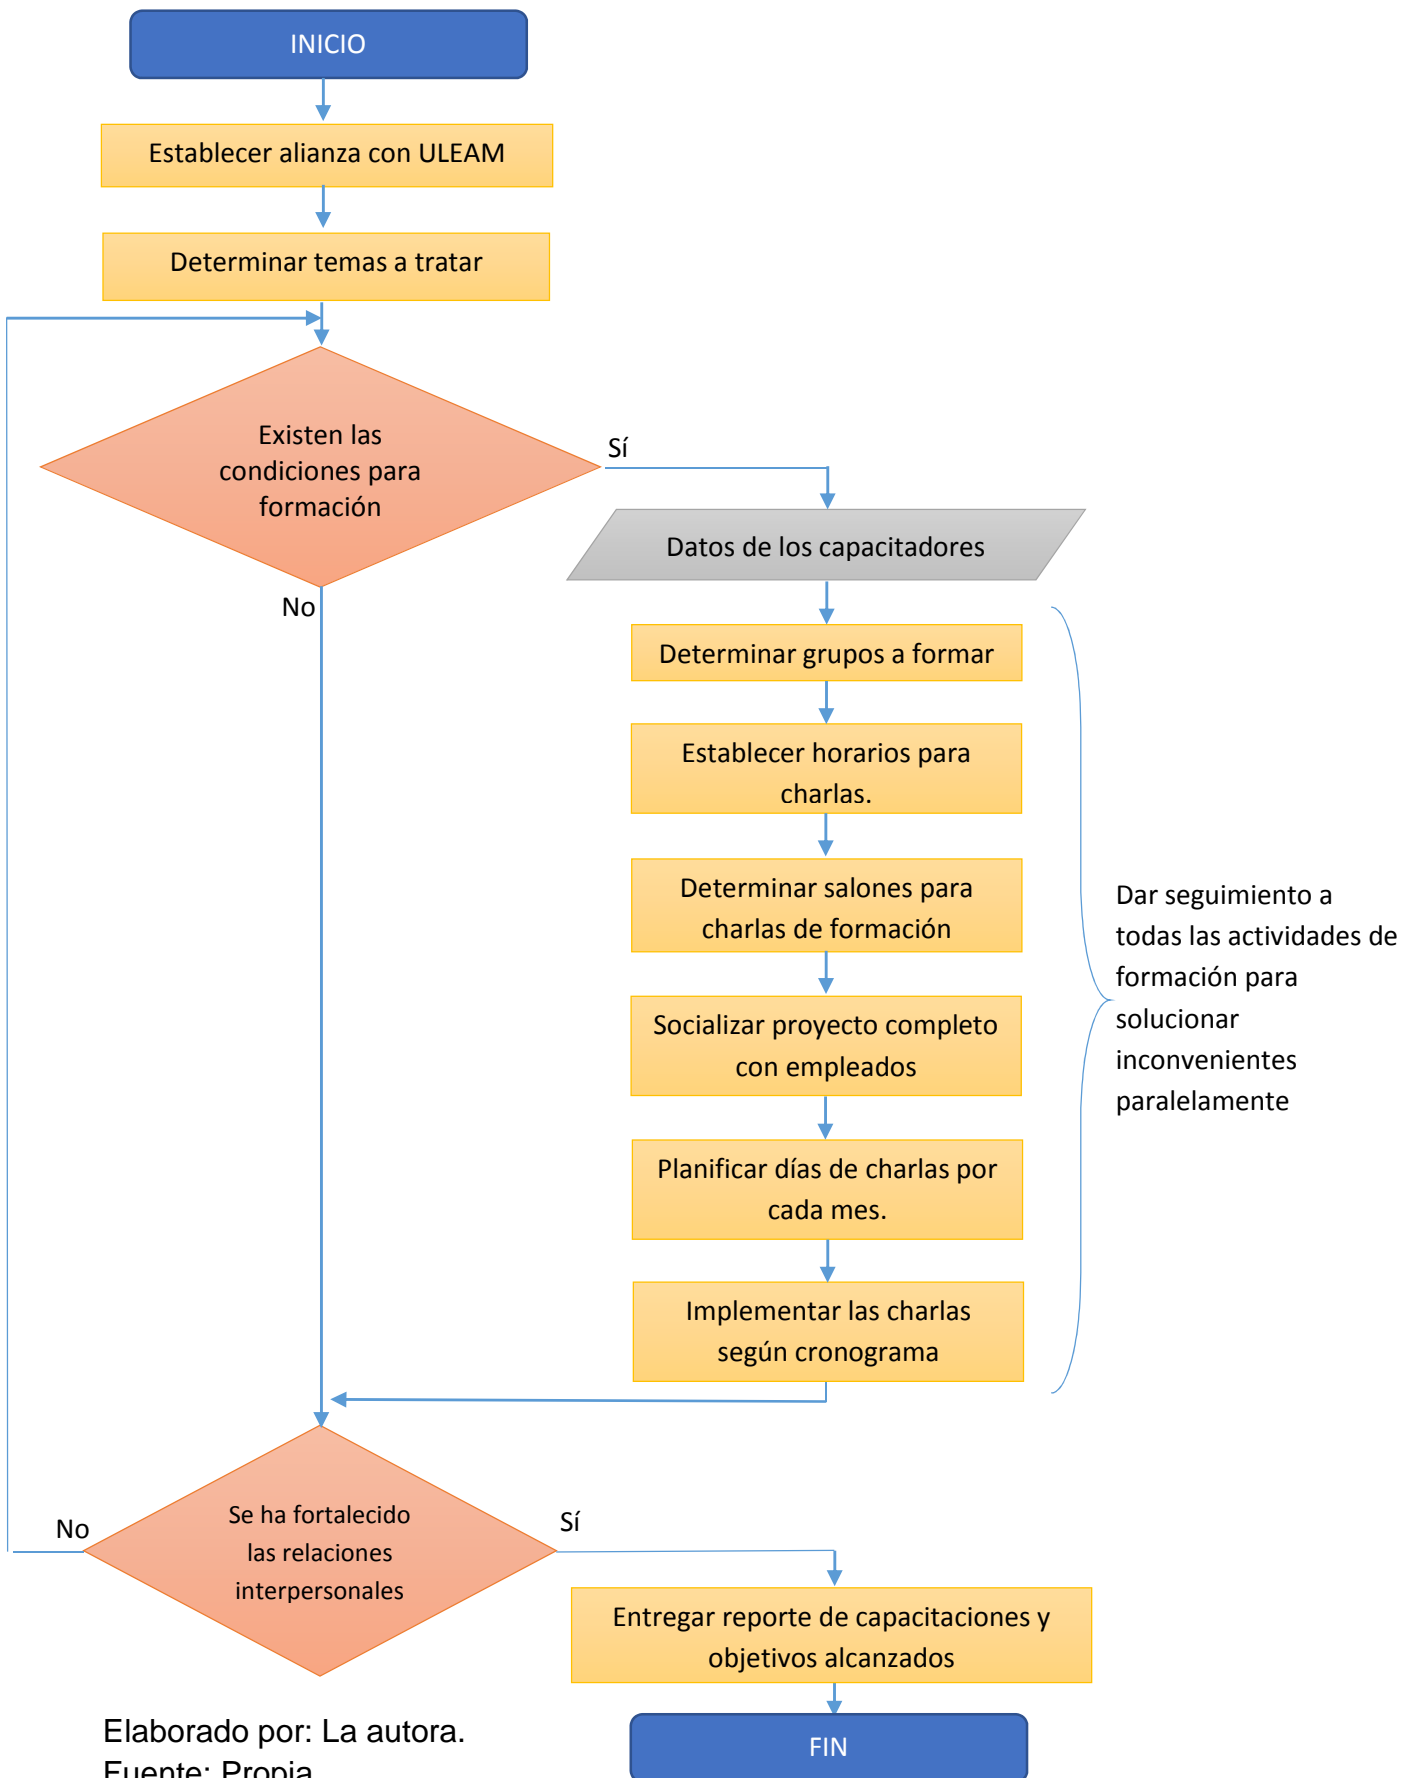 INICIO
Establecer alianza con ULEAM
Determinar temas a tratar
Existen las
condiciones para
formación
Sí
No
Datos de los capacitadores
Determinar grupos a formar
Establecer horarios para
charlas.
Determinar salones para
charlas de formación
Socializar proyecto completo
con empleados
Planificar días de charlas por
cada mes.
Implementar las charlas
según cronograma
Dar seguimiento a
todas las actividades de
formación para
solucionar
inconvenientes
paralelamente
Se ha fortalecido
las relaciones
interpersonales
No
Sí
Entregar reporte de capacitaciones y
objetivos alcanzados
FIN
Elaborado por: La autora.
Fuente: Propia